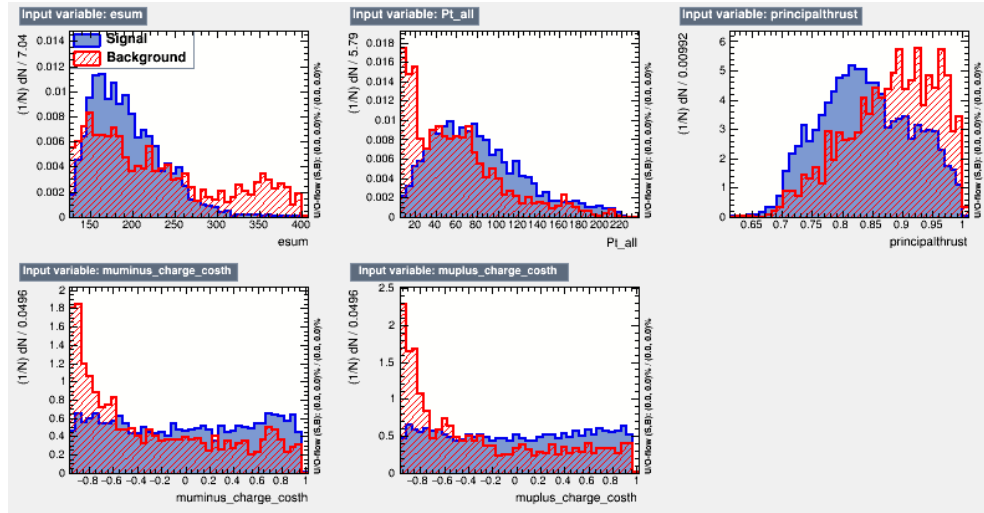 Input variable: esum
Signal
Background
(1/N) dN / 7.04
0.014
0.012
0.01
0.008
0.006
0.004
0.002
0
150 200 250 300 350 400
esum
U/O-flow (S,B): (0.0, 0.0)% / (0.0, 0.0)%
Input variable: Pt_all
(1/N) dN / 5.79
0.018
0.016
0.014
0.012
0.01
0.008
0.006
0.004
0.002
0
20 40 60 80 100 120 140 160 180 200 220
Pt_all
U/O-flow (S,B): (0.0, 0.0)% / (0.0, 0.0)%
Input variable: principalthrust
(1/N) dN / 0.00992
6
5
4
3
2
1
0
0.65 0.7 0.75 0.8 0.85 0.9 0.95 1
principalthrust
U/O-flow (S,B): (0.0, 0.0)% / (0.0, 0.0)%
Input variable: muminus_charge_costh
(1/N) dN / 0.0496
2
1.8
1.6
1.4
1.2
1
0.8
0.6
0.4
0.2
0
−0.8 −0.6 −0.4 −0.2 0 0.2 0.4 0.6 0.8 1
muminus_charge_costh
U/O-flow (S,B): (0.0, 0.0)% / (0.0, 0.0)%
Input variable: muplus_charge_costh
(1/N) dN / 0.0496
2.5
2
1.5
1
0.5
0
−0.8 −0.6 −0.4 −0.2 0 0.2 0.4 0.6 0.8 1
muplus_charge_costh
U/O-flow (S,B): (0.0, 0.0)% / (0.0, 0.0)%